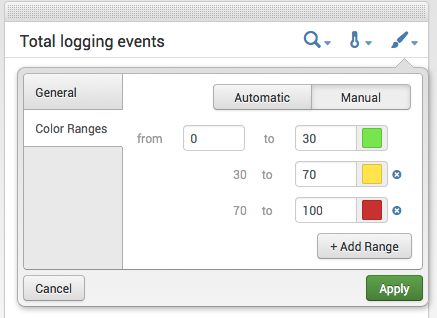 Total logging events
General
Automatic Manual
Color Ranges
from 0 to 30
30 to 70
70 to 100
+ Add Range
Cancel Apply